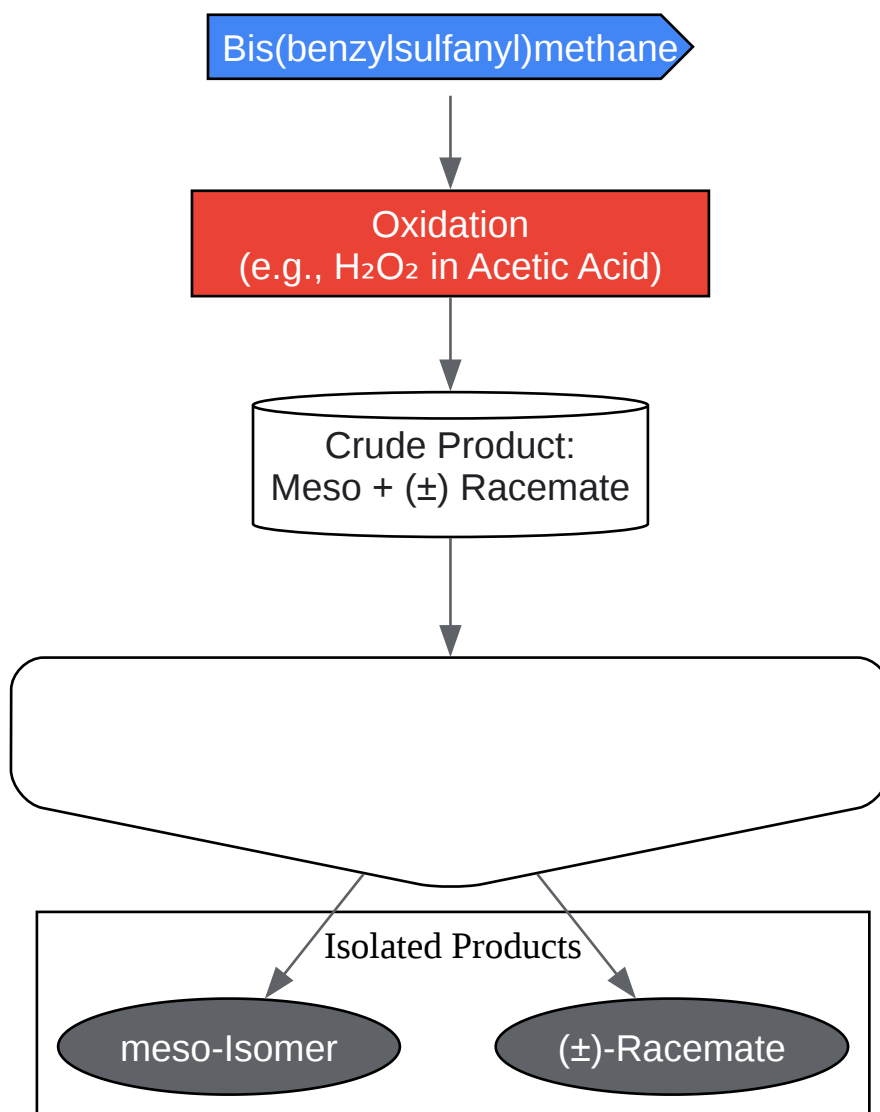 Bis(benzylsulfanyl)methane
Oxidation
(e.g., H₂O₂ in Acetic Acid)
Crude Product:
Meso + (±) Racemate
Isolated Products
meso-Isomer
(±)-Racemate